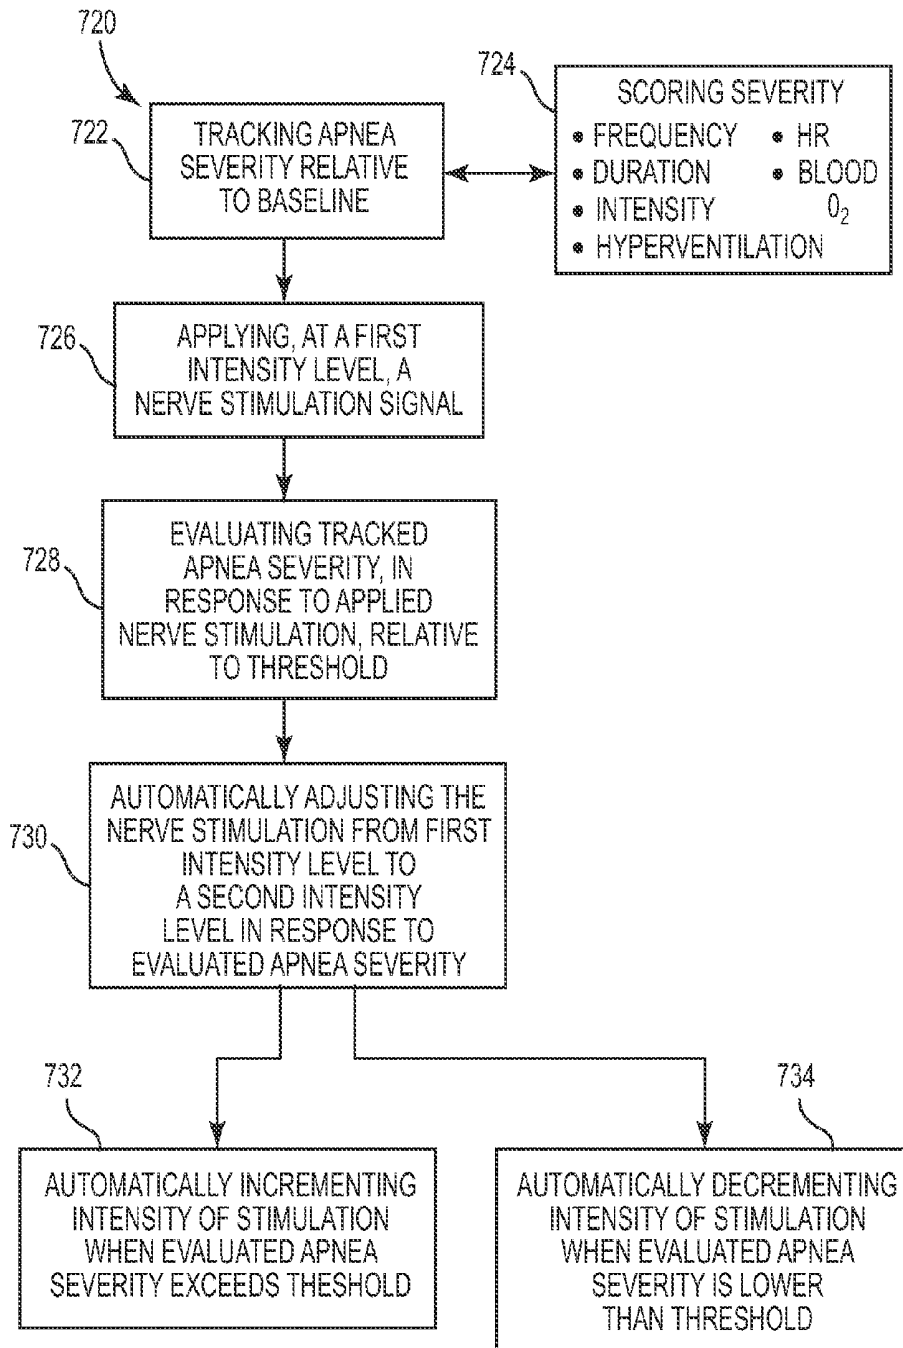 720
722
TRACKING APNEA
SEVERITY RELATIVE
TO BASELINE
724
SCORING SEVERITY
• FREQUENCY • HR
• DURATION • BLOOD
• INTENSITY O2
• HYPERVENTILATION
726
APPLYING, AT A FIRST
INTENSITY LEVEL, A
NERVE STIMULATION SIGNAL
728
EVALUATING TRACKED
APNEA SEVERITY, IN
RESPONSE TO APPLIED
NERVE STIMULATION, RELATIVE
TO THRESHOLD
730
AUTOMATICALLY ADJUSTING THE
NERVE STIMULATION FROM FIRST
INTENSITY LEVEL TO
A SECOND INTENSITY
LEVEL IN RESPONSE TO
EVALUATED APNEA SEVERITY
732
AUTOMATICALLY INCREMENTING
INTENSITY OF STIMULATION
WHEN EVALUATED APNEA
SEVERITY EXCEEDS THESHOLD
734
AUTOMATICALLY DECREMENTING
INTENSITY OF STIMULATION
WHEN EVALUATED APNEA
SEVERITY IS LOWER
THAN THRESHOLD